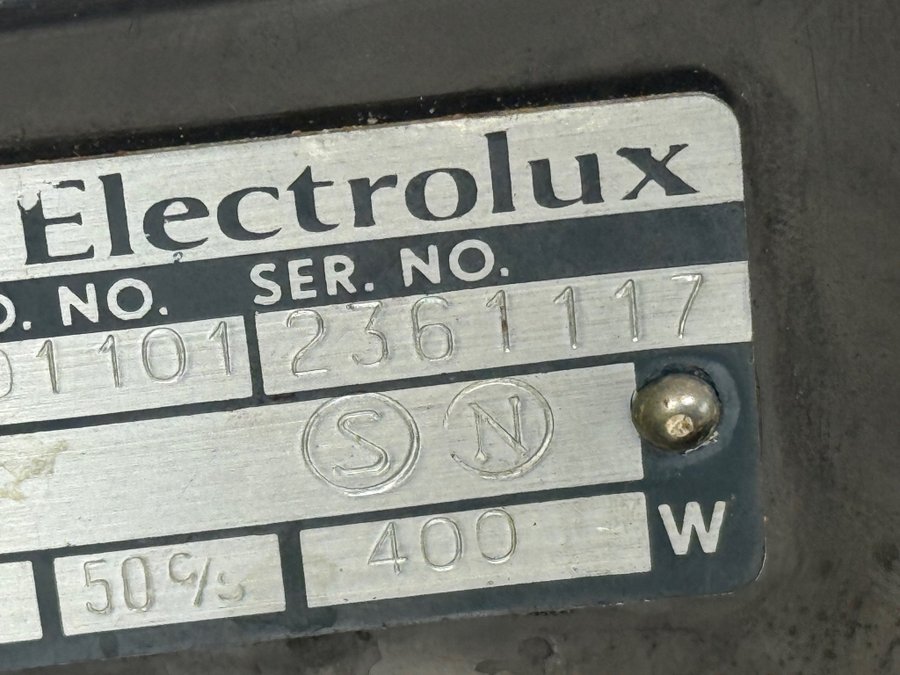 Electrolux
D. NO. SER. NO.
01101 2361117
S N
50 c/s 400 W